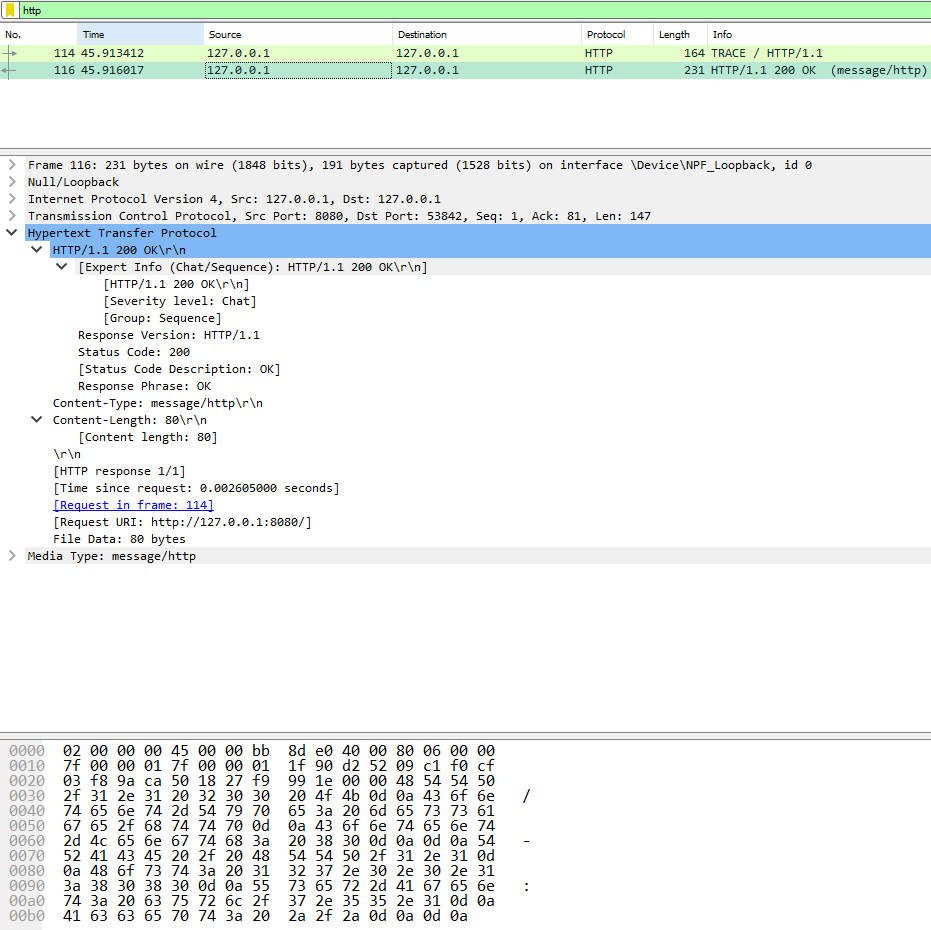 http
No. Time Source Destination Protocol Length Info
114 45.913412 127.0.0.1 127.0.0.1 HTTP 164 TRACE / HTTP/1.1
116 45.916017 127.0.0.1 127.0.0.1 HTTP 231 HTTP/1.1 200 OK (message/http)
Frame 116: 231 bytes on wire (1848 bits), 191 bytes captured (1528 bits) on interface \Device\NPF_Loopback, id 0
Null/Loopback
Internet Protocol Version 4, Src: 127.0.0.1, Dst: 127.0.0.1
Transmission Control Protocol, Src Port: 8080, Dst Port: 53842, Seq: 1, Ack: 81, Len: 147
Hypertext Transfer Protocol
HTTP/1.1 200 OK\r\n
[Expert Info (Chat/Sequence): HTTP/1.1 200 OK\r\n]
[HTTP/1.1 200 OK\r\n]
[Severity level: Chat]
[Group: Sequence]
Response Version: HTTP/1.1
Status Code: 200
[Status Code Description: OK]
Response Phrase: OK
Content-Type: message/http\r\n
Content-Length: 80\r\n
[Content length: 80]
\r\n
[HTTP response 1/1]
[Time since request: 0.002605000 seconds]
[Request in frame: 114]
[Request URI: http://127.0.0.1:8080/]
File Data: 80 bytes
Media Type: message/http
0000 02 00 00 00 45 00 00 bb 8d e0 40 00 80 06 00 00
0010 7f 00 00 01 7f 00 00 01 1f 90 d2 52 09 c1 f0 cf
0020 03 f8 9a ca 50 18 27 f9 99 1e 00 00 48 54 54 50
0030 2f 31 2e 31 20 32 30 30 20 4f 4b 0d 0a 43 6f 6e /
0040 74 65 6e 74 2d 54 79 70 65 3a 20 6d 65 73 73 61
0050 67 65 2f 68 74 74 70 0d 0a 43 6f 6e 74 65 6e 74
0060 2d 4c 65 6e 67 74 68 3a 20 38 30 0d 0a 0d 0a 54 -
0070 52 41 43 45 20 2f 20 48 54 54 50 2f 31 2e 31 0d
0080 0a 48 6f 73 74 3a 20 31 32 37 2e 30 2e 30 2e 31
0090 3a 38 30 38 30 0d 0a 55 73 65 72 2d 41 67 65 6e :
00a0 74 3a 20 63 75 72 6c 2f 37 2e 35 35 2e 31 0d 0a
00b0 41 63 63 65 70 74 3a 20 2a 2f 2a 0d 0a 0d 0a